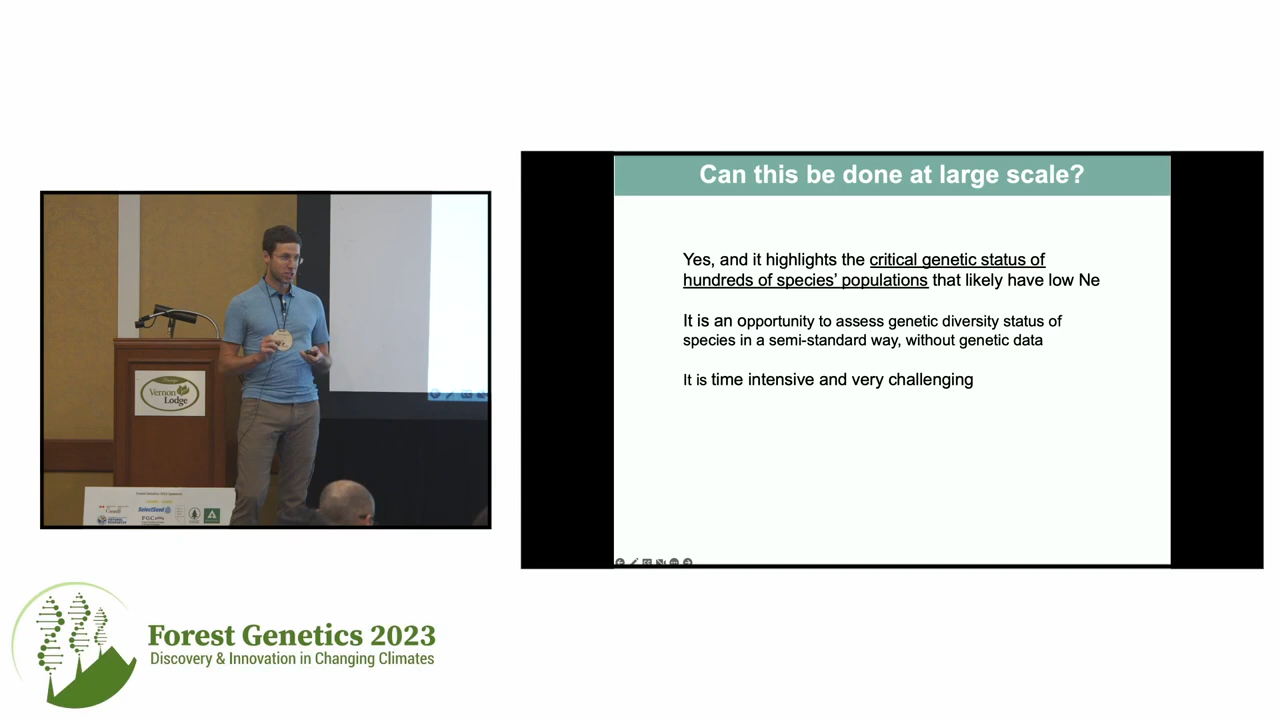 Can this be done at large scale?
Yes, and it highlights the critical genetic status of
hundreds of species' populations that likely have low Ne
It is an opportunity to assess genetic diversity status of
species in a semi-standard way, without genetic data
It is time intensive and very challenging
Vernon
Lodge
SelectSeed
Forest Genetics 2023
Discovery & Innovation in Changing Climates